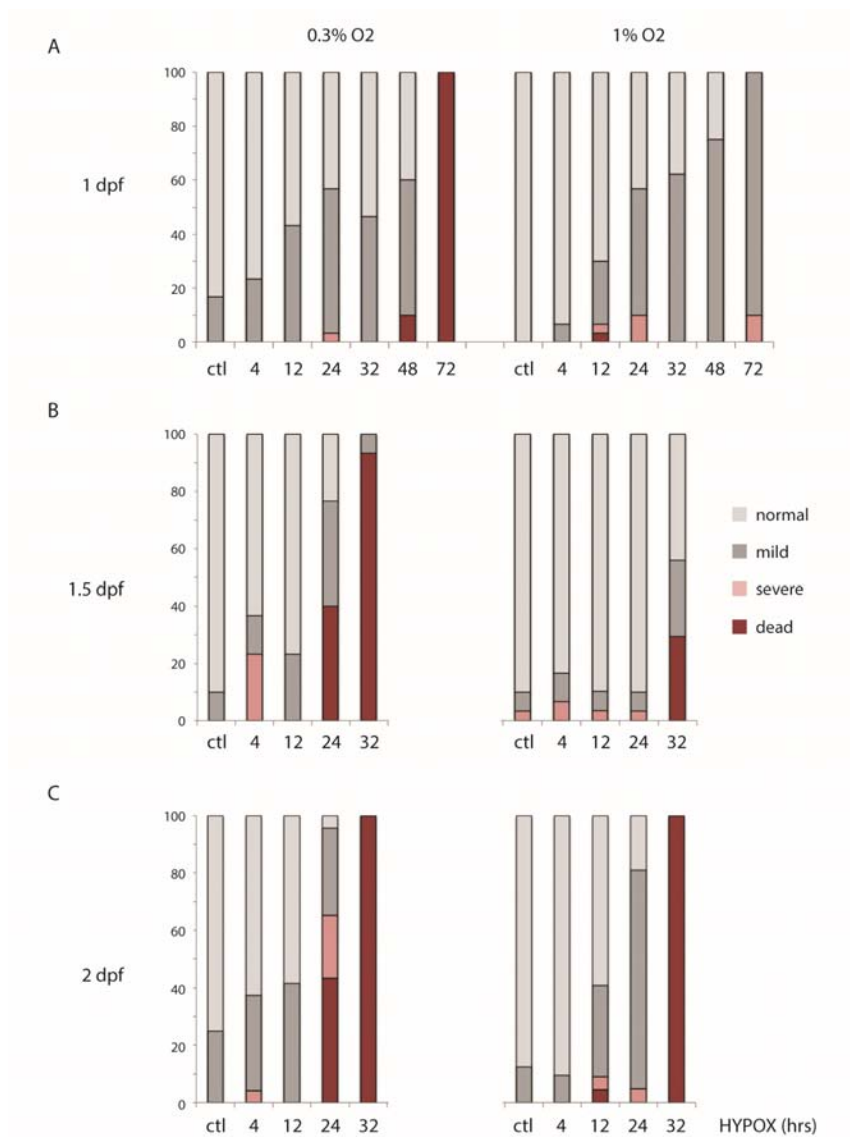 A
0.3% O2
1% O2
100
80
60
40
20
0
1 dpf
ctl 4 12 24 32 48 72
ctl 4 12 24 32 48 72
B
100
80
60
40
20
0
1.5 dpf
ctl 4 12 24 32
ctl 4 12 24 32
normal
mild
severe
dead
C
100
80
60
40
20
0
2 dpf
ctl 4 12 24 32
ctl 4 12 24 32 HYPOX (hrs)